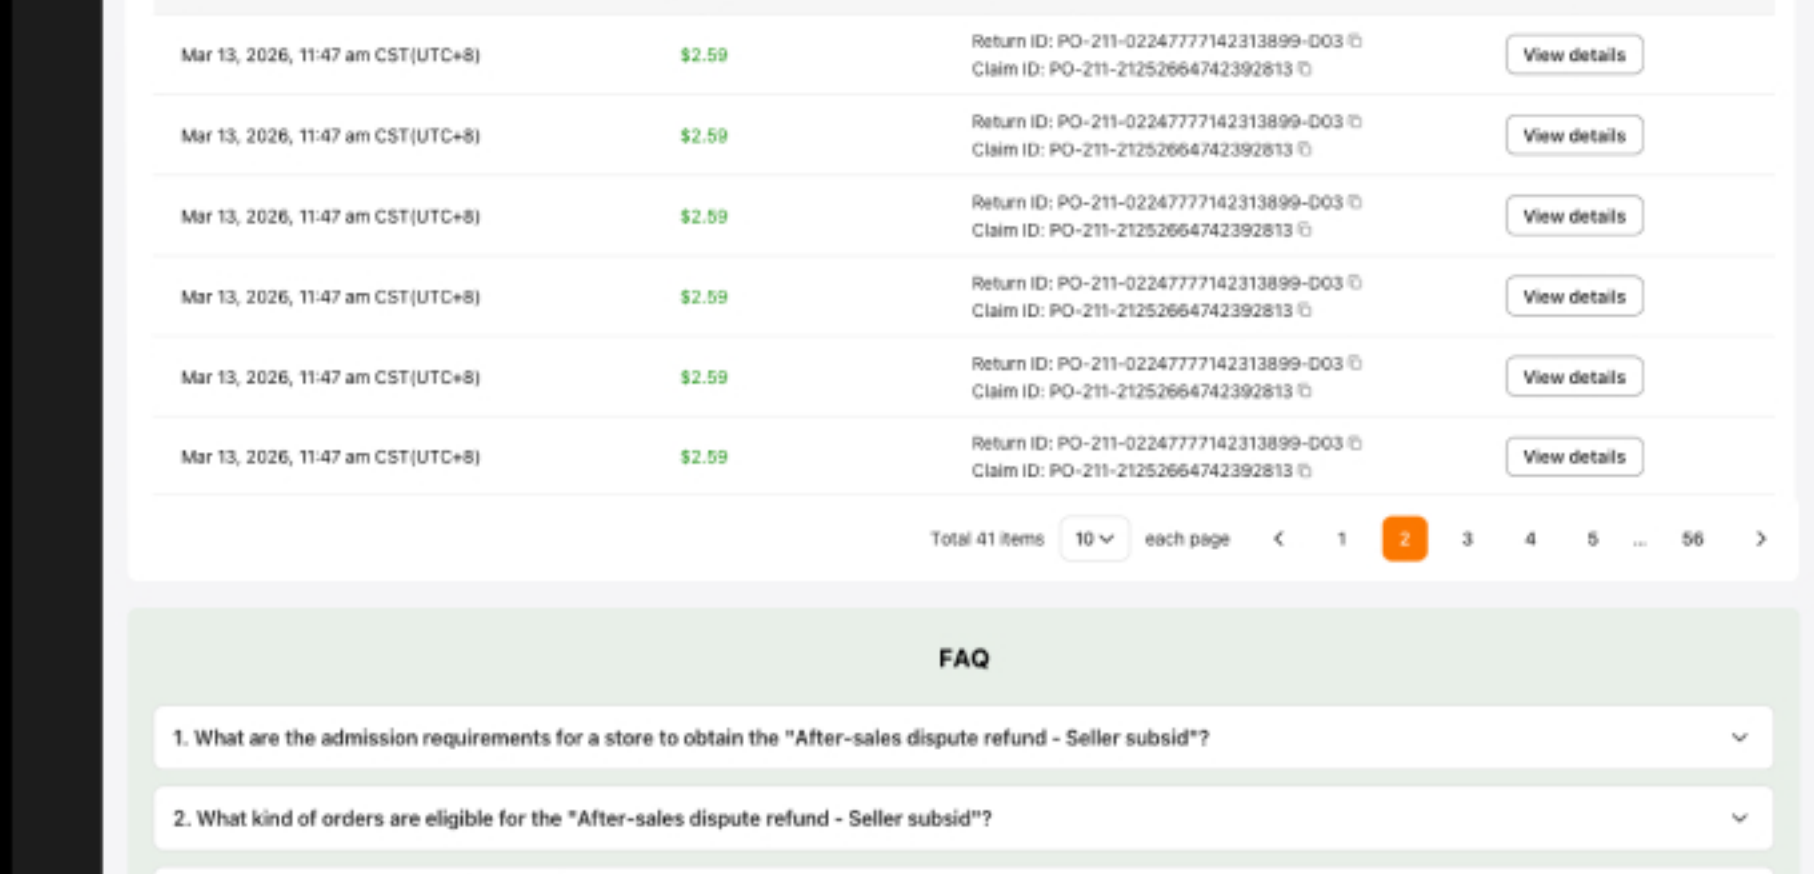 Mar 13, 2026, 11:47 am CST(UTC+8) $2.59 Return ID: PO-211-02247777142313899-D03 View details
Claim ID: PO-211-21252664742392813
Mar 13, 2026, 11:47 am CST(UTC+8) $2.59 Return ID: PO-211-02247777142313899-D03 View details
Claim ID: PO-211-21252664742392813
Mar 13, 2026, 11:47 am CST(UTC+8) $2.59 Return ID: PO-211-02247777142313899-D03 View details
Claim ID: PO-211-21252664742392813
Mar 13, 2026, 11:47 am CST(UTC+8) $2.59 Return ID: PO-211-02247777142313899-D03 View details
Claim ID: PO-211-21252664742392813
Mar 13, 2026, 11:47 am CST(UTC+8) $2.59 Return ID: PO-211-02247777142313899-D03 View details
Claim ID: PO-211-21252664742392813
Mar 13, 2026, 11:47 am CST(UTC+8) $2.59 Return ID: PO-211-02247777142313899-D03 View details
Claim ID: PO-211-21252664742392813
Total 41 items 10 each page 1 2 3 4 5 ... 56
FAQ
1. What are the admission requirements for a store to obtain the "After-sales dispute refund - Seller subsid"?
2. What kind of orders are eligible for the "After-sales dispute refund - Seller subsid"?